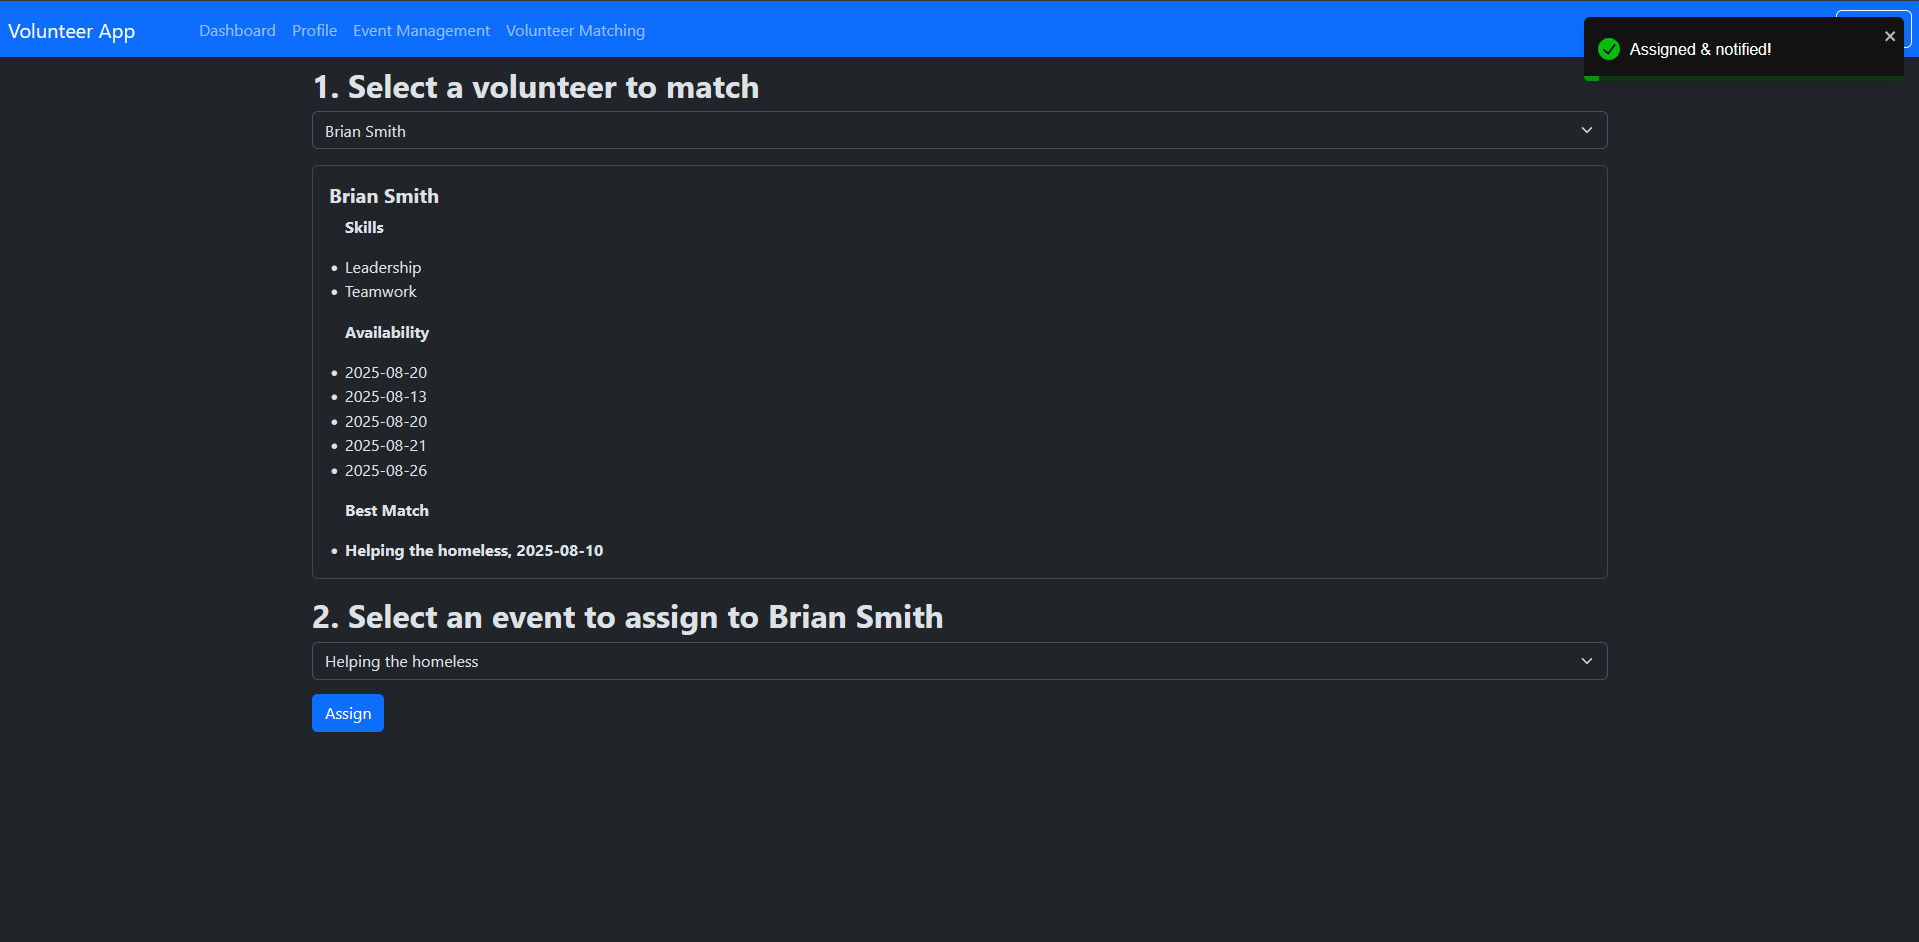 Volunteer App
Dashboard
Profile
Event Management
Volunteer Matching
Assigned & notified!
1. Select a volunteer to match
Brian Smith
Brian Smith
Skills
Leadership
Teamwork
Availability
2025-08-20
2025-08-13
2025-08-20
2025-08-21
2025-08-26
Best Match
Helping the homeless, 2025-08-10
2. Select an event to assign to Brian Smith
Helping the homeless
Assign